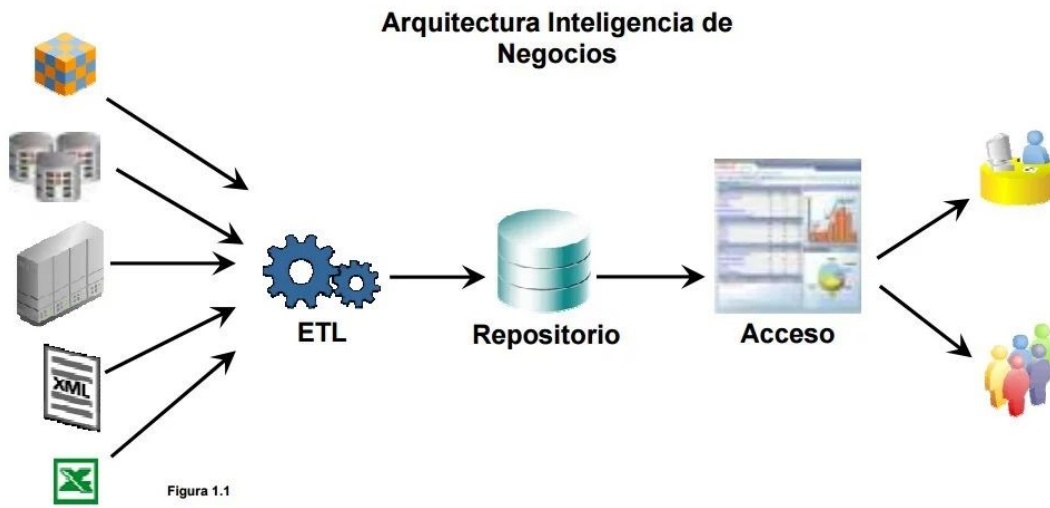 Arquitectura Inteligencia de
Negocios
ETL
Repositorio
Acceso
XML
Figura 1.1